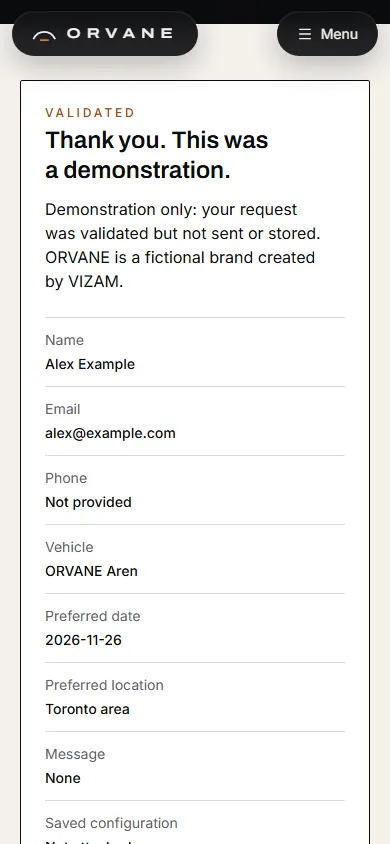 ORVANE
Menu
VALIDATED
Thank you. This was
a demonstration.
Demonstration only: your request
was validated but not sent or stored.
ORVANE is a fictional brand created
by VIZAM.
Name
Alex Example
Email
alex@example.com
Phone
Not provided
Vehicle
ORVANE Aren
Preferred date
2026-11-26
Preferred location
Toronto area
Message
None
Saved configuration